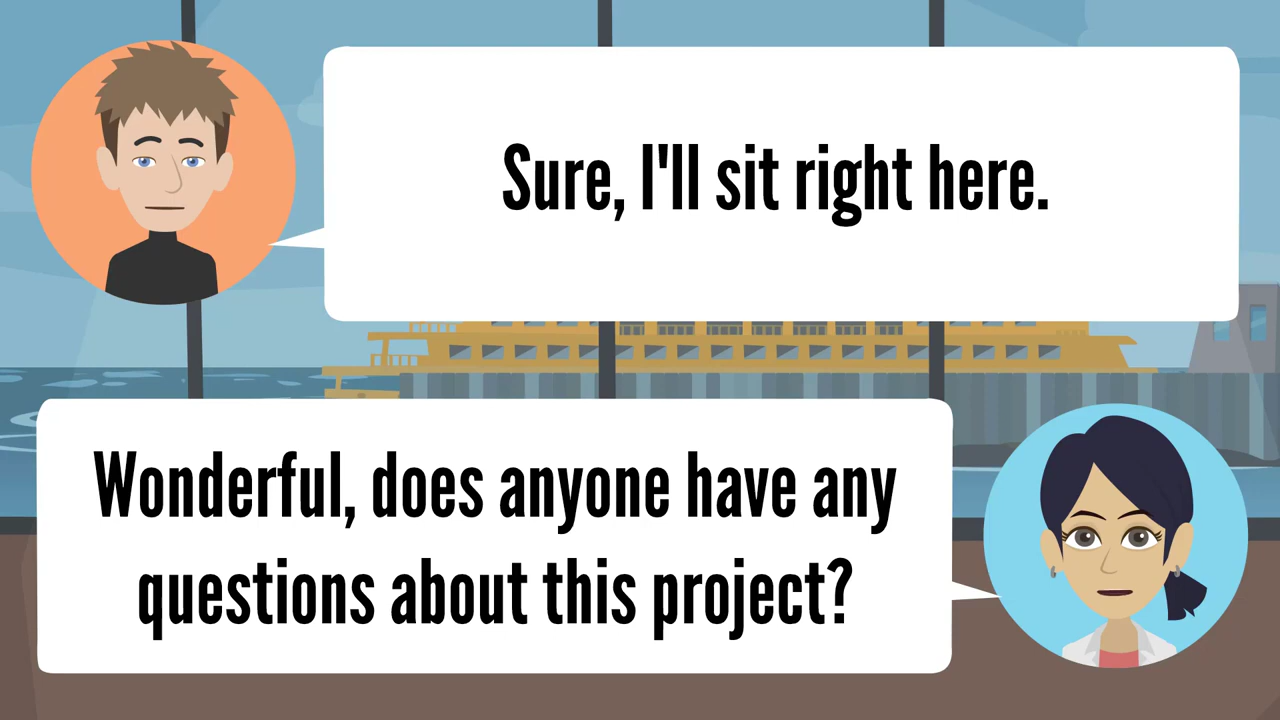 Sure, I'll sit right here.
Wonderful, does anyone have any
questions about this project?